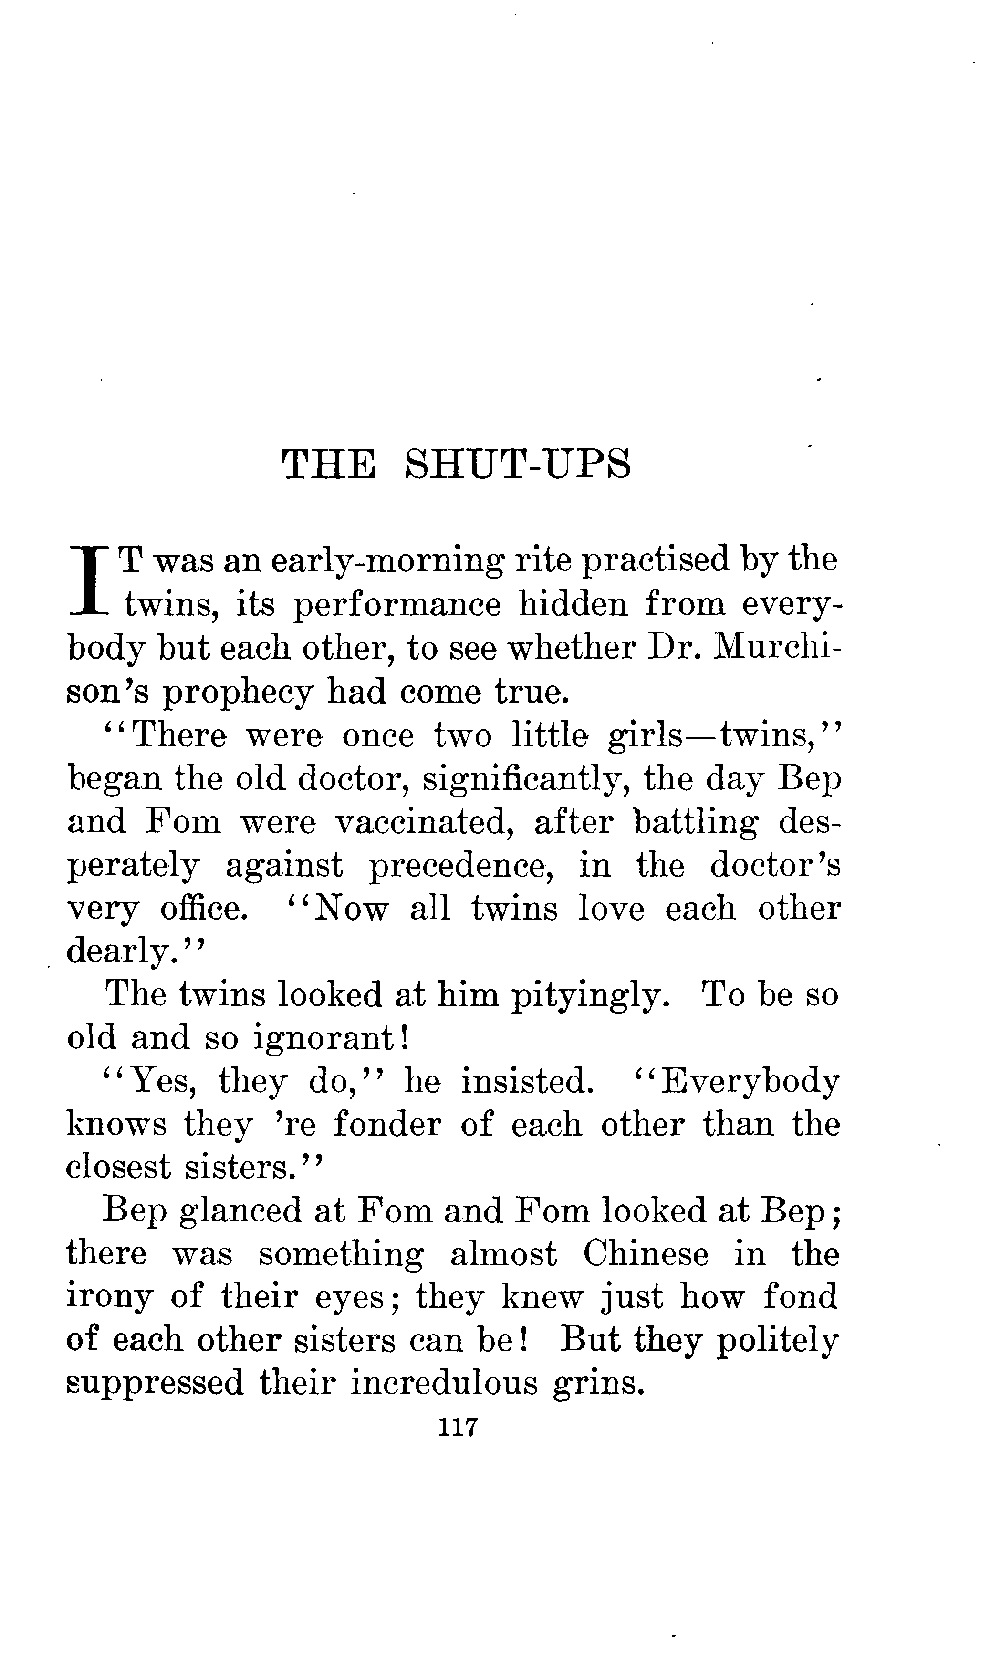 THE SHUT-UPS
IT was an early-morning rite practised by the
twins, its performance hidden from every-
body but each other, to see whether Dr. Murchi-
son's prophecy had come true.
"There were once two little girls—twins,"
began the old doctor, significantly, the day Bep
and Fom were vaccinated, after battling des-
perately against precedence, in the doctor's
very office. "Now all twins love each other
dearly."
The twins looked at him pityingly. To be so
old and so ignorant!
"Yes, they do," he insisted. "Everybody
knows they 're fonder of each other than the
closest sisters."
Bep glanced at Fom and Fom looked at Bep;
there was something almost Chinese in the
irony of their eyes; they knew just how fond
of each other sisters can be! But they politely
suppressed their incredulous grins.
117